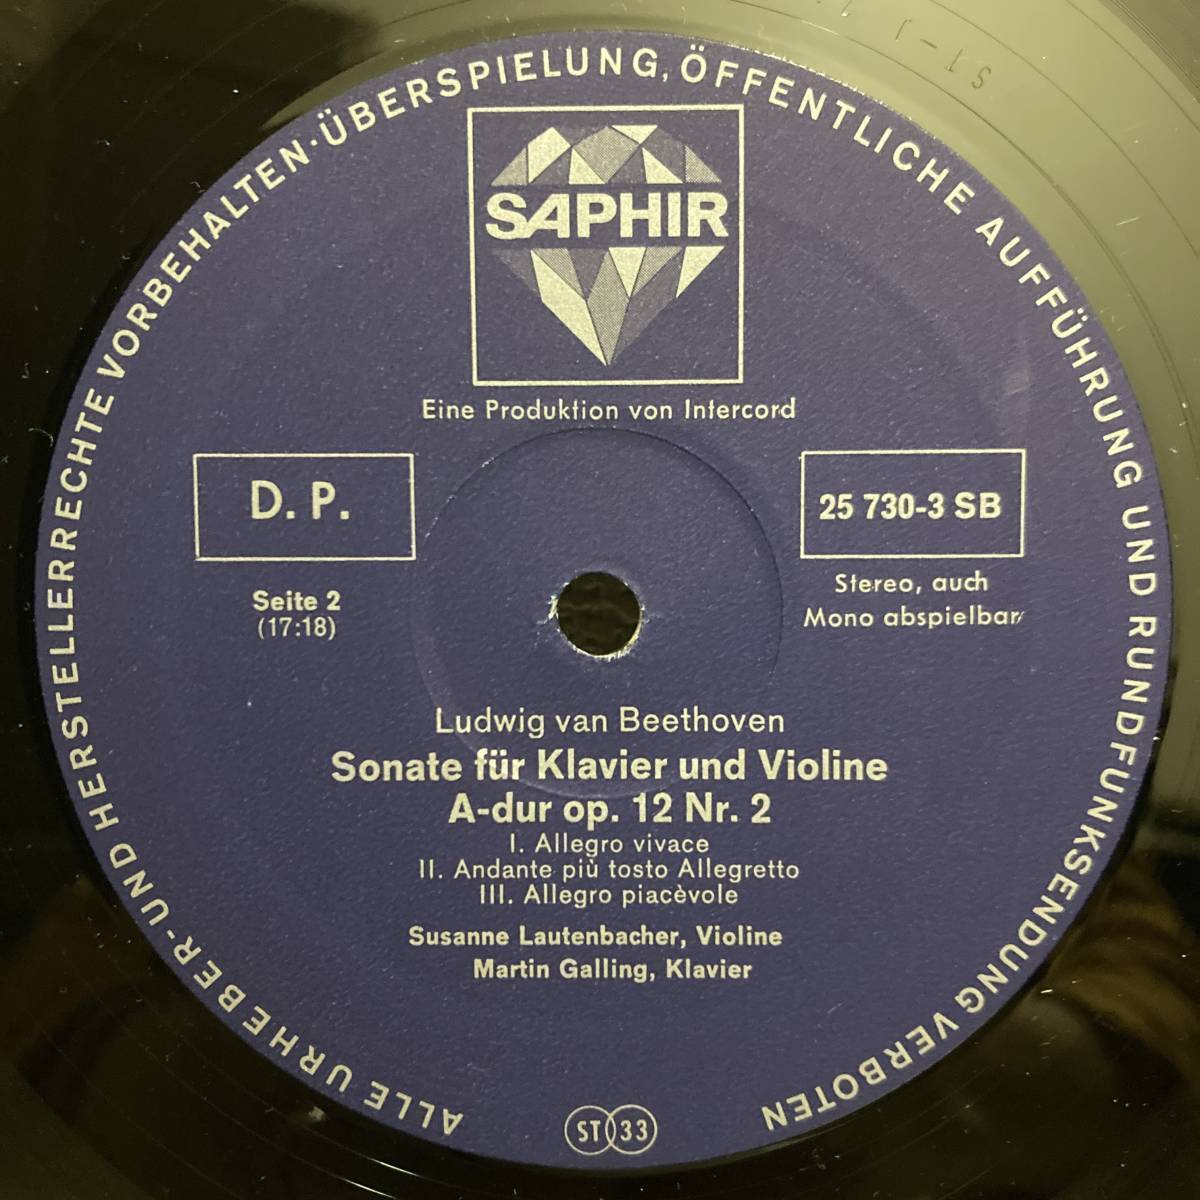 ALLE URHEBER- UND HERSTELLERRECHTE VORBEHALTEN · ÜBERSPIELUNG, ÖFFENTLICHE AUFFÜHRUNG UND RUNDFUNKSENDUNG VERBOTEN
SAPHIR
Eine Produktion von Intercord
D. P.
25 730-3 SB
Seite 2
(17:18)
Stereo, auch
Mono abspielbar
Ludwig van Beethoven
Sonate für Klavier und Violine
A-dur op. 12 Nr. 2
I. Allegro vivace
II. Andante più tosto Allegretto
III. Allegro piacèvole
Susanne Lautenbacher, Violine
Martin Galling, Klavier
ST 33